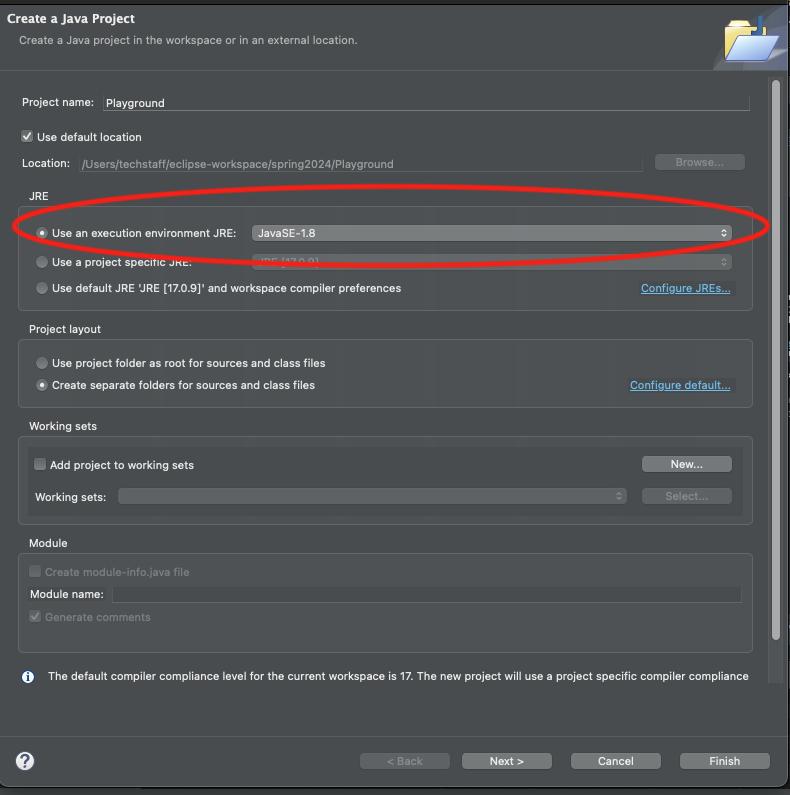 Create a Java Project
Create a Java project in the workspace or in an external location.
Project name: Playground
Use default location
Location: /Users/techstaff/eclipse-workspace/spring2024/Playground Browse...
JRE
Use an execution environment JRE: JavaSE-1.8
Use a project specific JRE: JRE [17.0.9]
Use default JRE 'JRE [17.0.9]' and workspace compiler preferences Configure JREs...
Project layout
Use project folder as root for sources and class files
Create separate folders for sources and class files Configure default...
Working sets
Add project to working sets New...
Working sets: Select...
Module
Create module-info.java file
Module name:
Generate comments
The default compiler compliance level for the current workspace is 17. The new project will use a project specific compiler compliance
? < Back Next > Cancel Finish